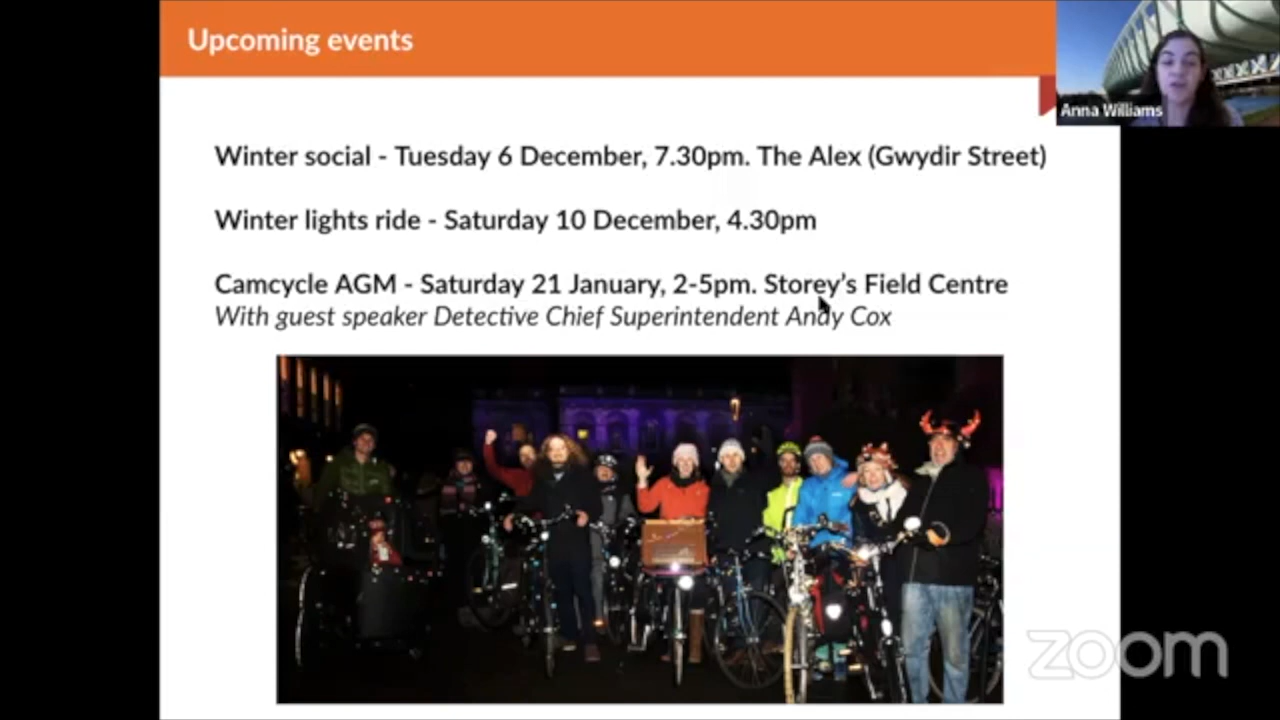 Upcoming events
Anna Williams
Winter social - Tuesday 6 December, 7.30pm. The Alex (Gwydir Street)
Winter lights ride - Saturday 10 December, 4.30pm
Camcycle AGM - Saturday 21 January, 2-5pm. Storey's Field Centre
With guest speaker Detective Chief Superintendent Andy Cox
zoom